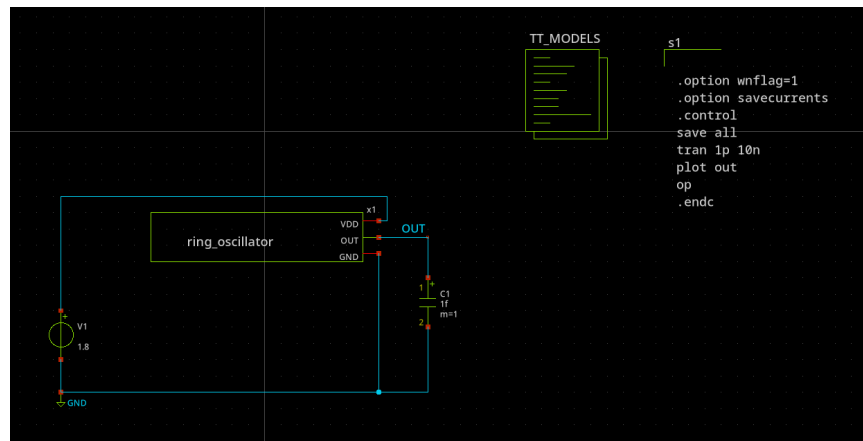 TT_MODELS
s1
.option wnflag=1
.option savecurrents
.control
save all
tran 1p 10n
plot out
op
.endc
x1
VDD
ring_oscillator
OUT
GND
OUT
1
+
C1
1f
m=1
2
+
V1
1.8
GND